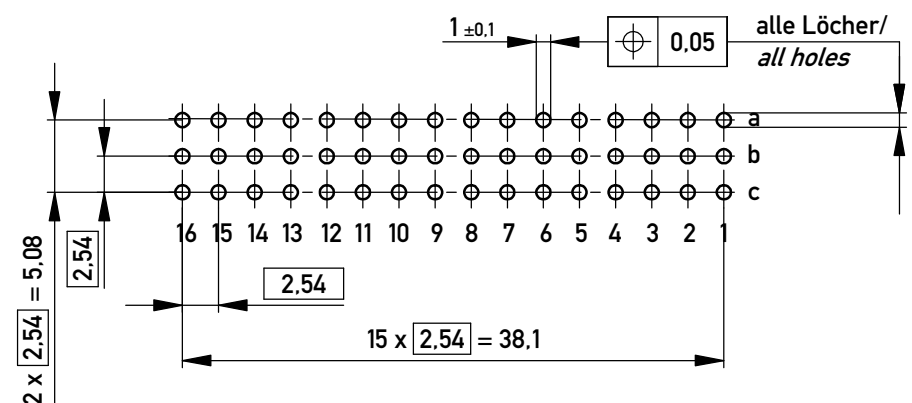 1 ±0,1
0,05
alle Löcher/
all holes
a
b
c
16 15 14 13 12 11 10 9 8 7 6 5 4 3 2 1
2,54
2 x 2,54 = 5,08
2,54
15 x 2,54 = 38,1